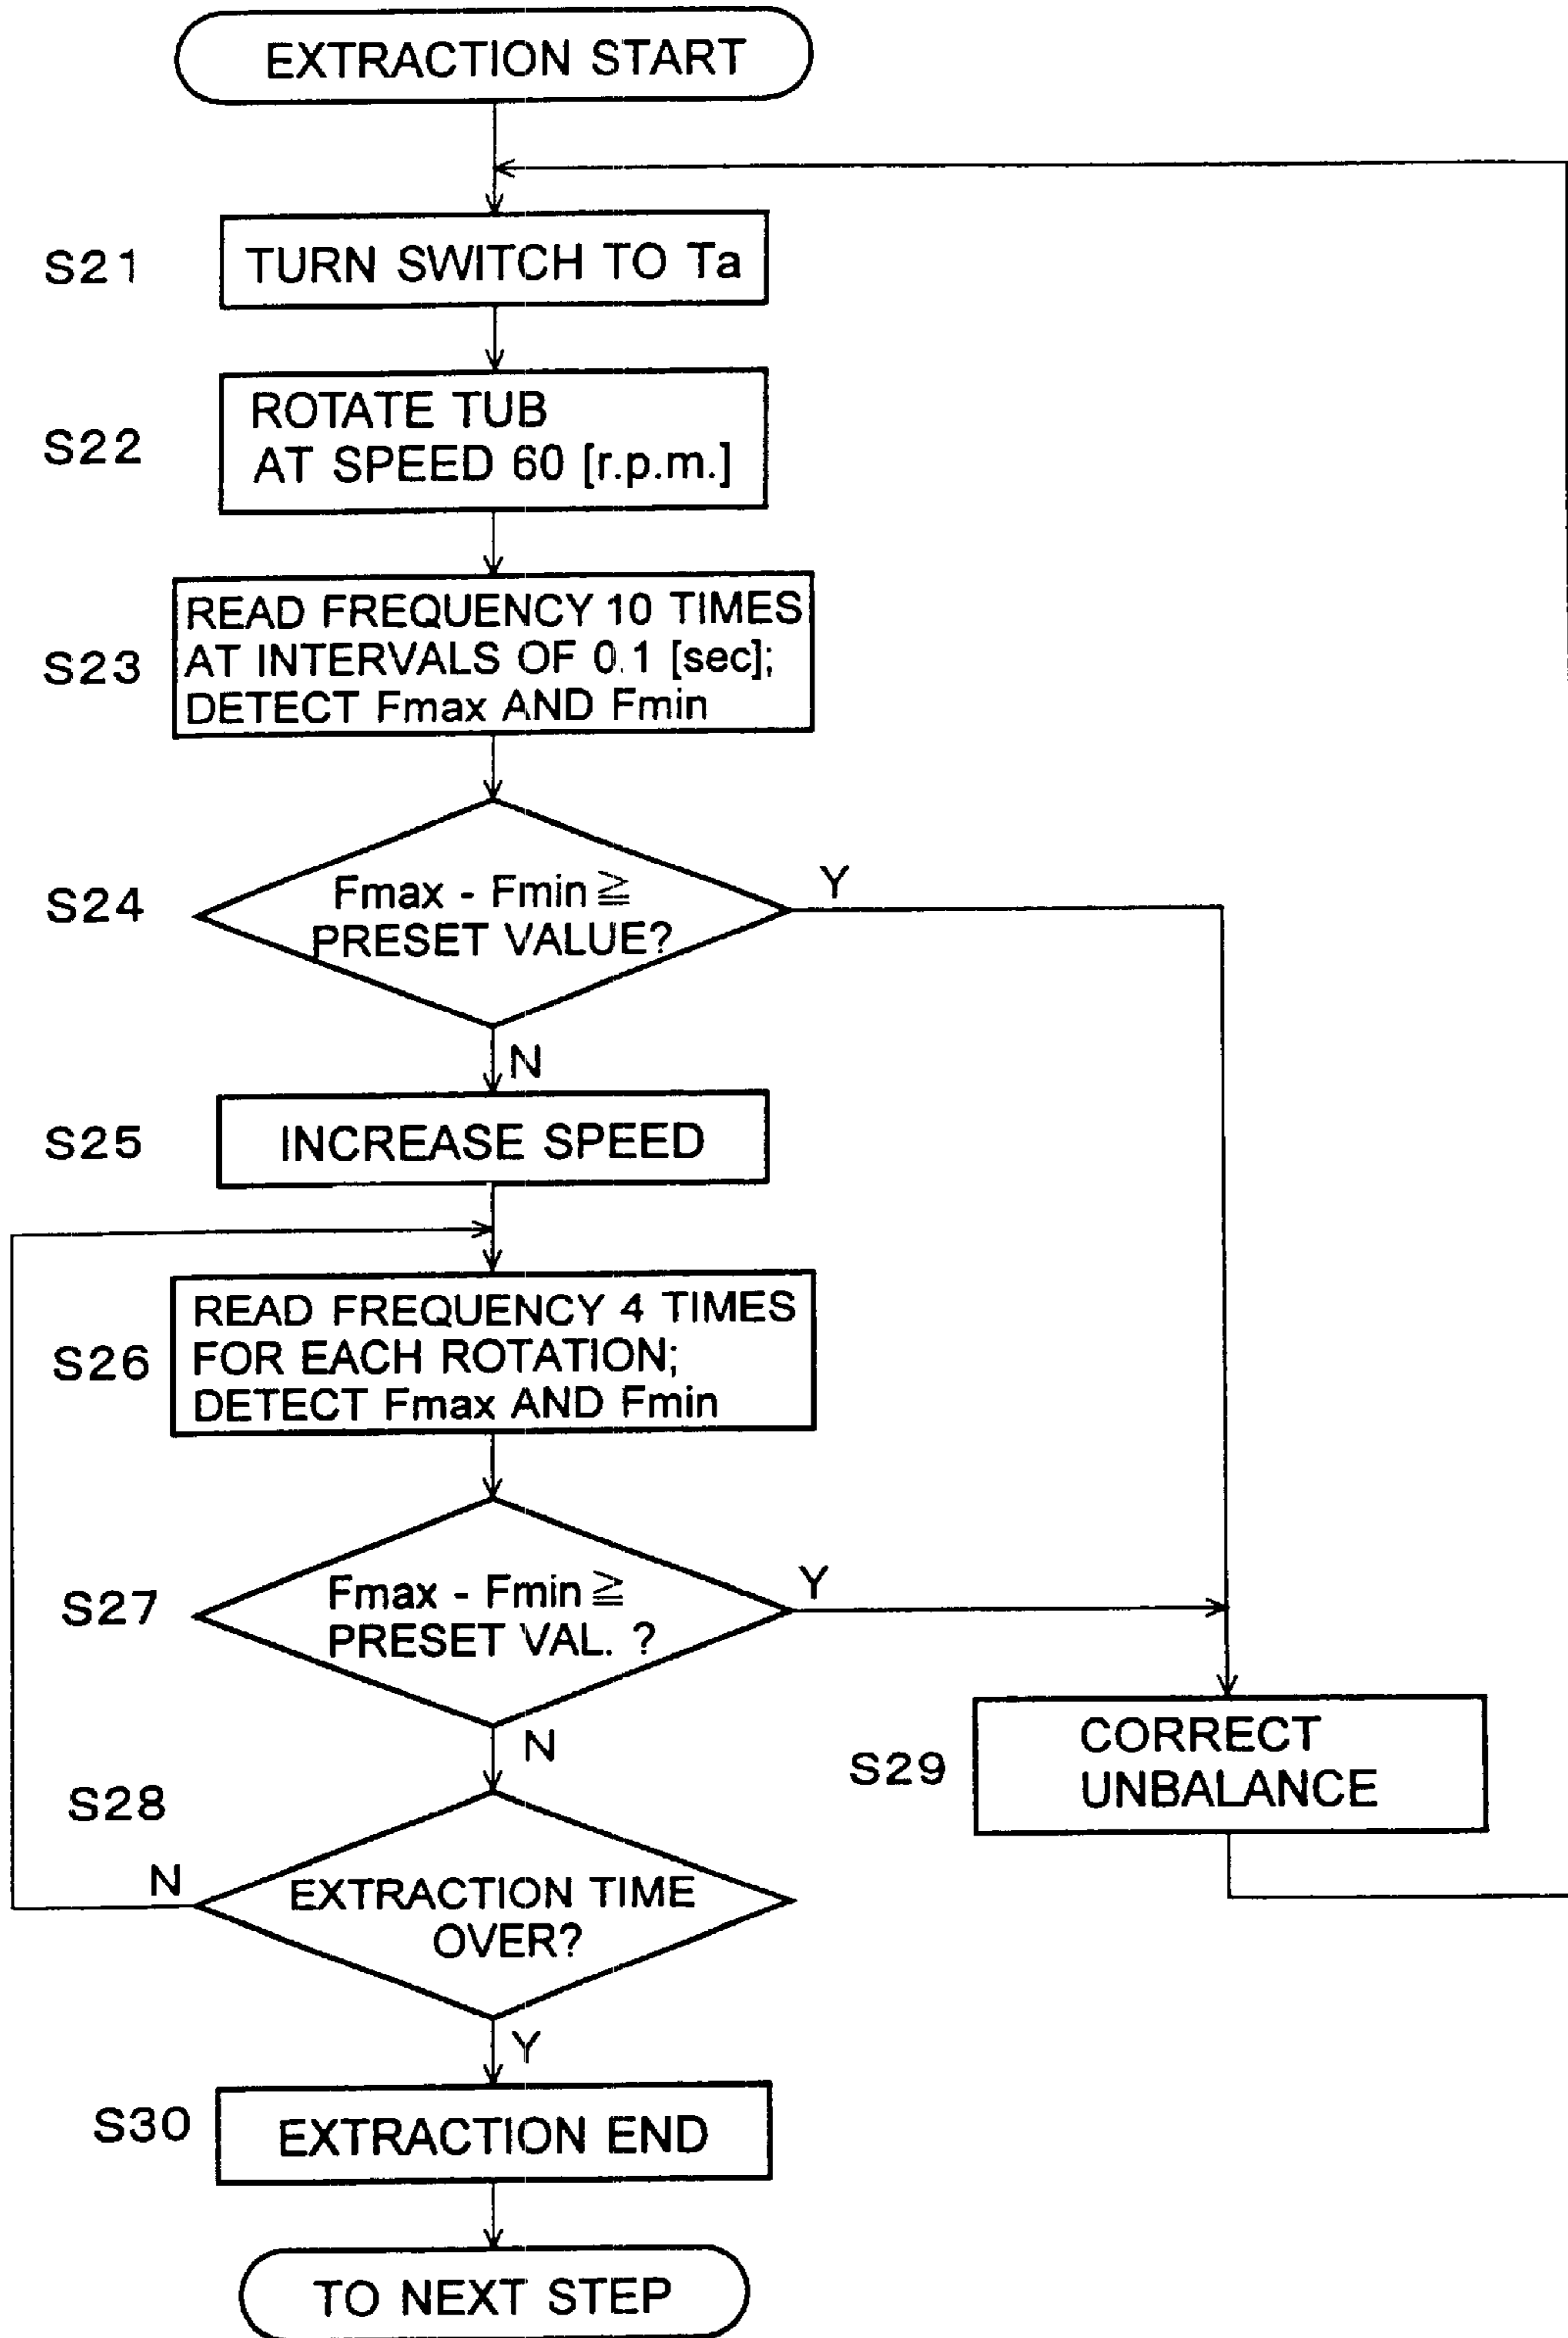 EXTRACTION START
S21
TURN SWITCH TO Ta
S22
ROTATE TUB
AT SPEED 60 [r.p.m.]
S23
READ FREQUENCY 10 TIMES
AT INTERVALS OF 0.1 [sec];
DETECT Fmax AND Fmin
S24
Fmax - Fmin ≧
PRESET VALUE?
Y
N
S25
INCREASE SPEED
S26
READ FREQUENCY 4 TIMES
FOR EACH ROTATION;
DETECT Fmax AND Fmin
S27
Fmax - Fmin ≧
PRESET VAL. ?
Y
N
S29
CORRECT
UNBALANCE
S28
N
EXTRACTION TIME
OVER?
Y
S30
EXTRACTION END
TO NEXT STEP